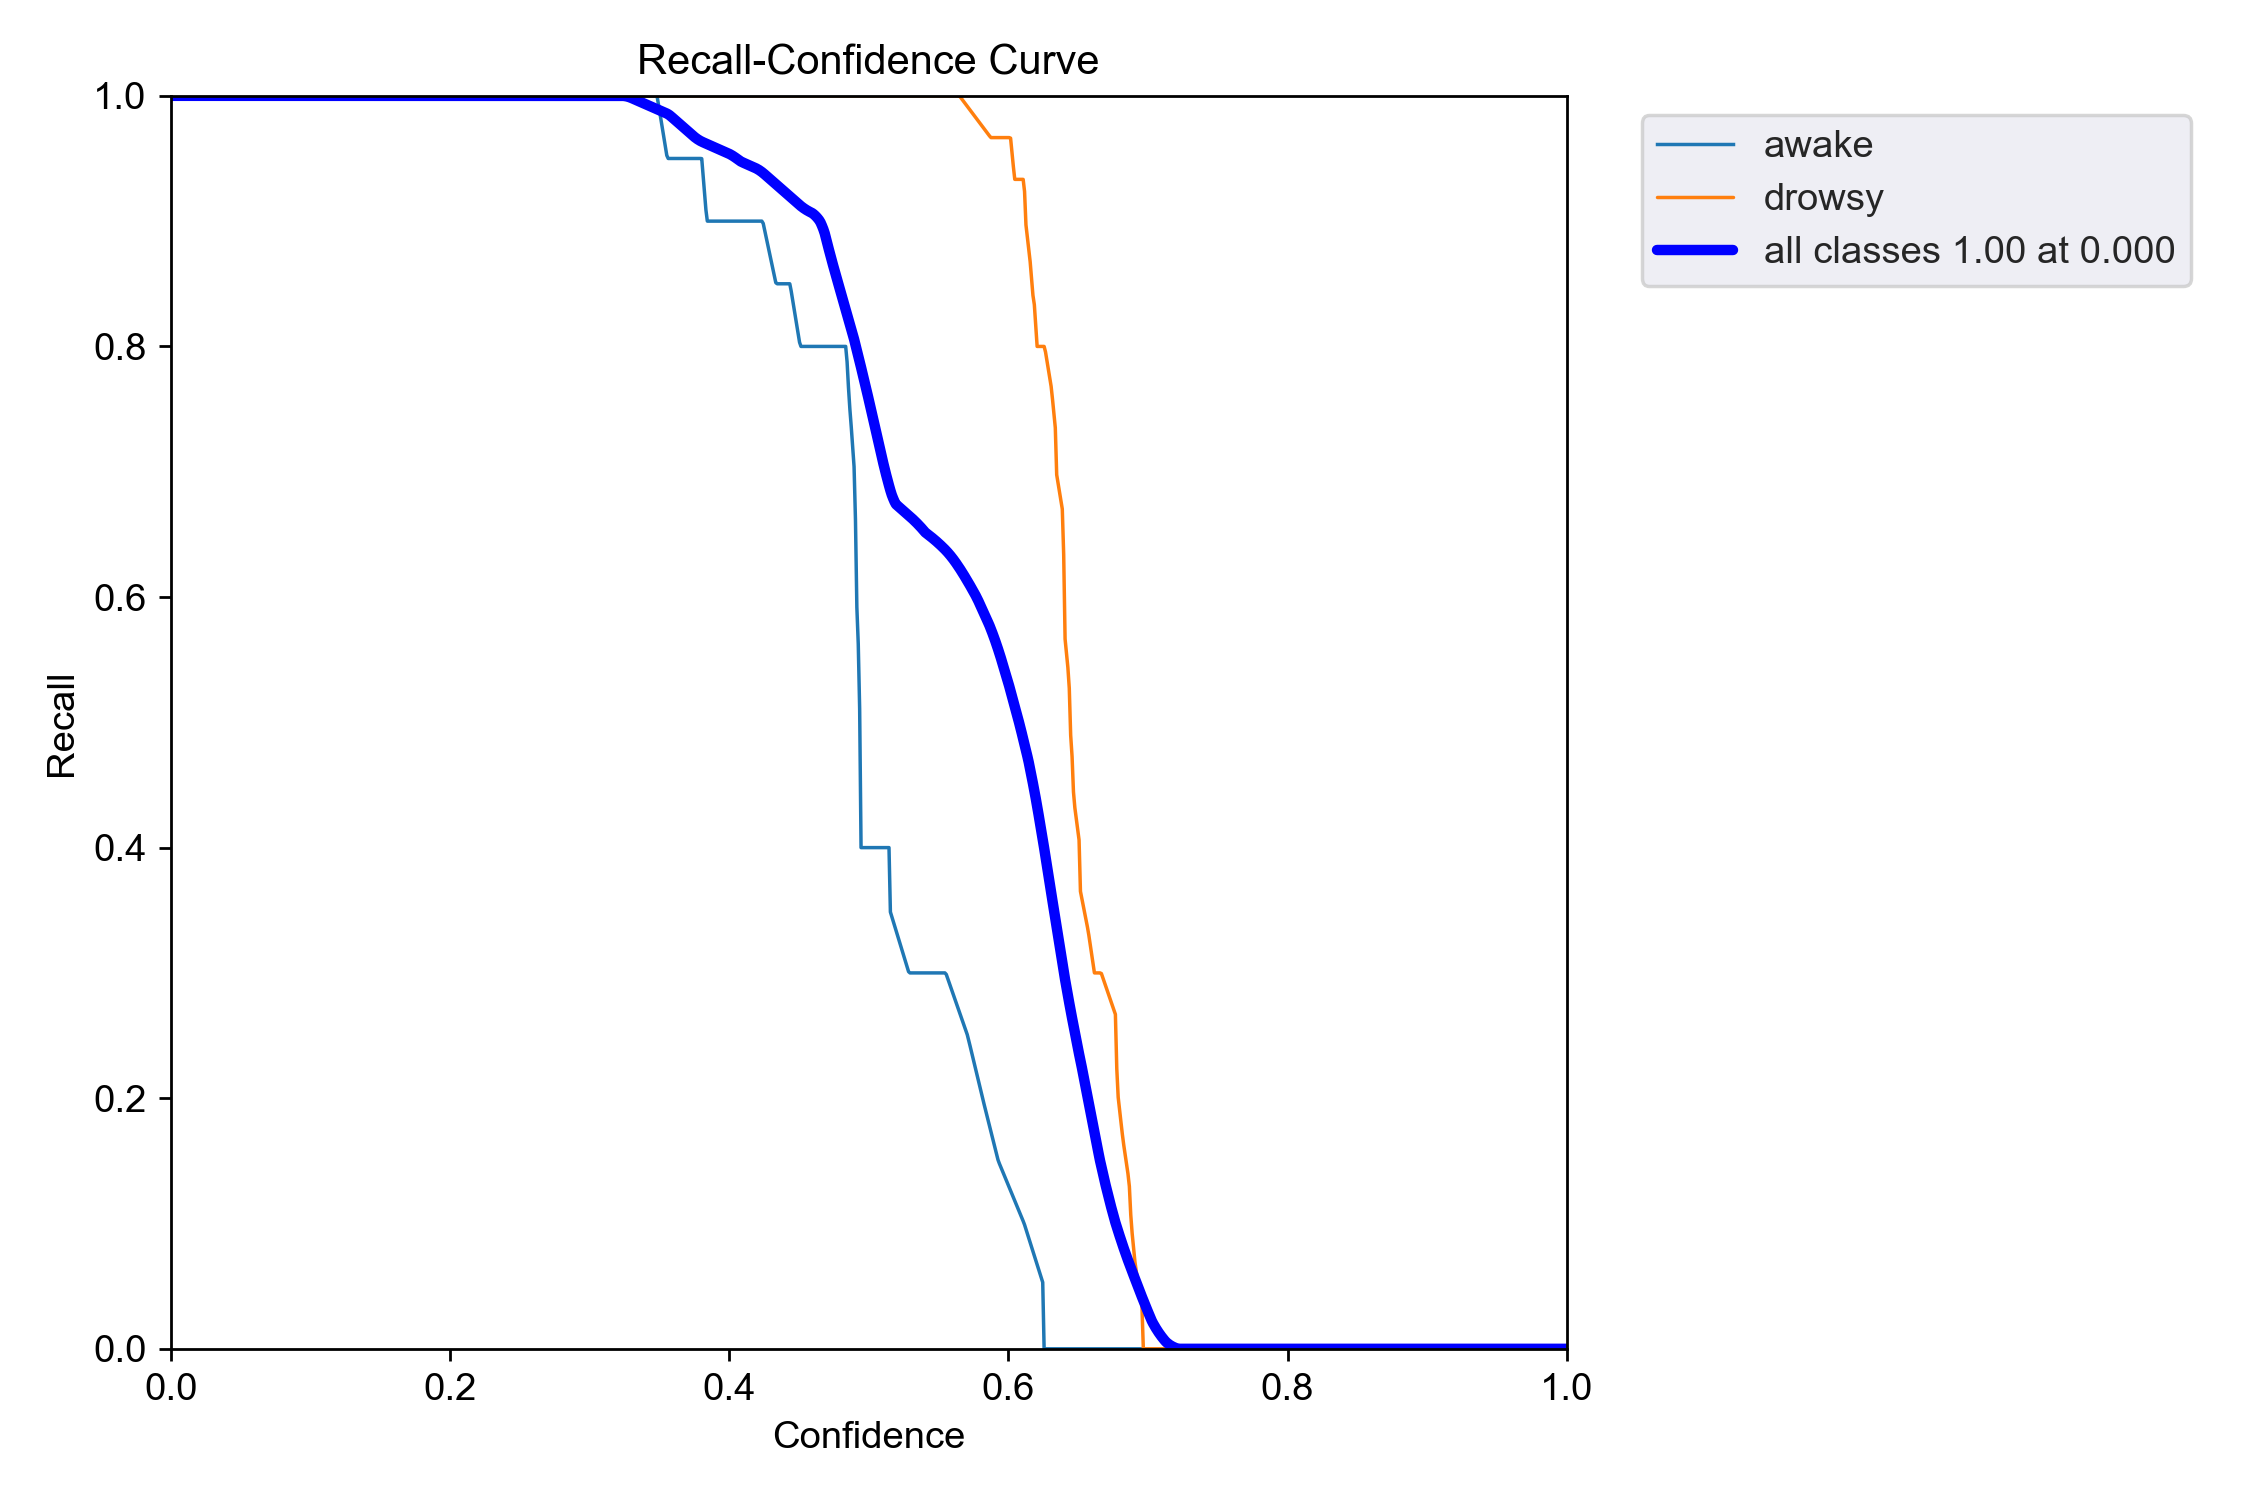 Recall-Confidence Curve
1.0
0.8
0.6
0.4
0.2
0.0
Recall
0.0 0.2 0.4 0.6 0.8 1.0
Confidence
awake
drowsy
all classes 1.00 at 0.000